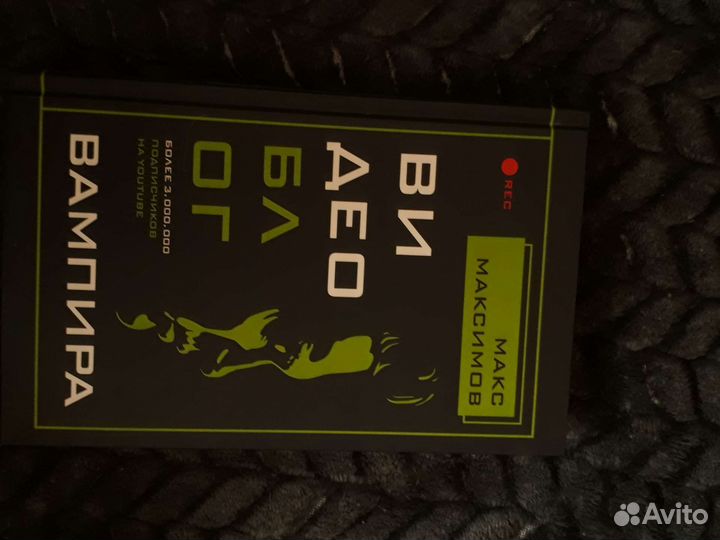 REC
МАКС
МАКСИМОВ
ВИ
ДЕО
БЛ
ОГ
БОЛЕЕ 3.000.000
ПОДПИСЧИКОВ
НА YOUTUBE
ВАМПИРА
Avito